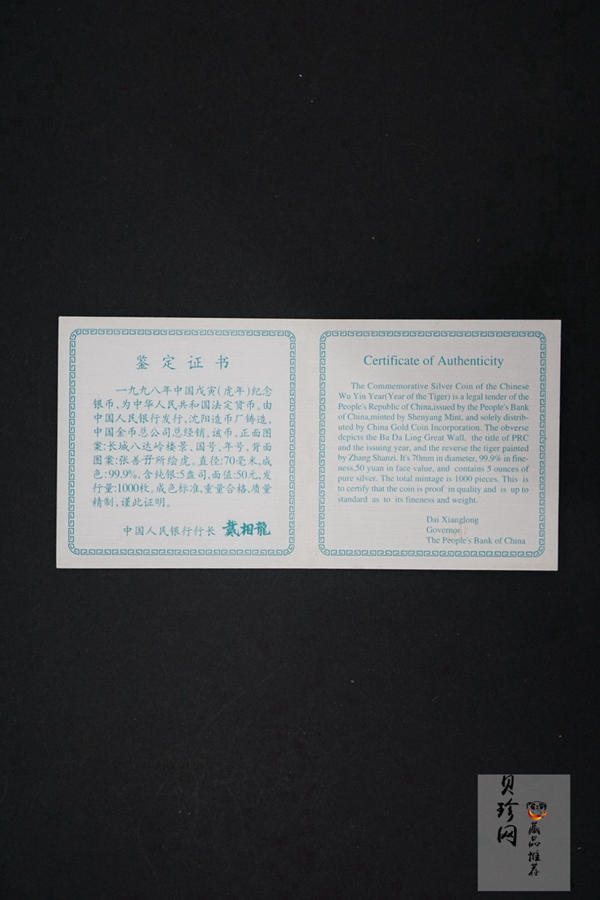 鉴定证书
一九九八年中国戊寅(虎年)纪念
银币,为中华人民共和国法定货币。由
中国人民银行发行,沈阳造币厂铸造,
中国金币总公司总经销。该币,正面图
案:长城八达岭楼景、国号、年号,背面
图案:张善孖所绘虎。直径:70毫米,成
色:99.9%,含纯银:5盎司,面值:50元,发
行量:1000枚。成色标准,重量合格,质量
精制,谨此证明。
中国人民银行行长 戴相龍
Certificate of Authenticity
The Commemorative Silver Coin of the Chinese
Wu Yin Year(Year of the Tiger) is a legal tender of the
People's Republic of China,issued by the People's Bank
of China,minted by Shenyang Mint, and solely distrib-
uted by China Gold Coin Incorporation. The obverse
depicts the Ba Da Ling Great Wall, the title of PRC
and the issuing year, and the reverse the tiger painted
by Zhang Shanzi. It's 70mm in diameter, 99.9% in fine-
ness,50 yuan in face value, and contains 5 ounces of
pure silver. The total mintage is 1000 pieces. This is
to certify that the coin is proof in quality and is up to
standard as to its fineness and weight.
Dai Xianglong
Governor
The People's Bank of China
贝珍网
藏品推荐